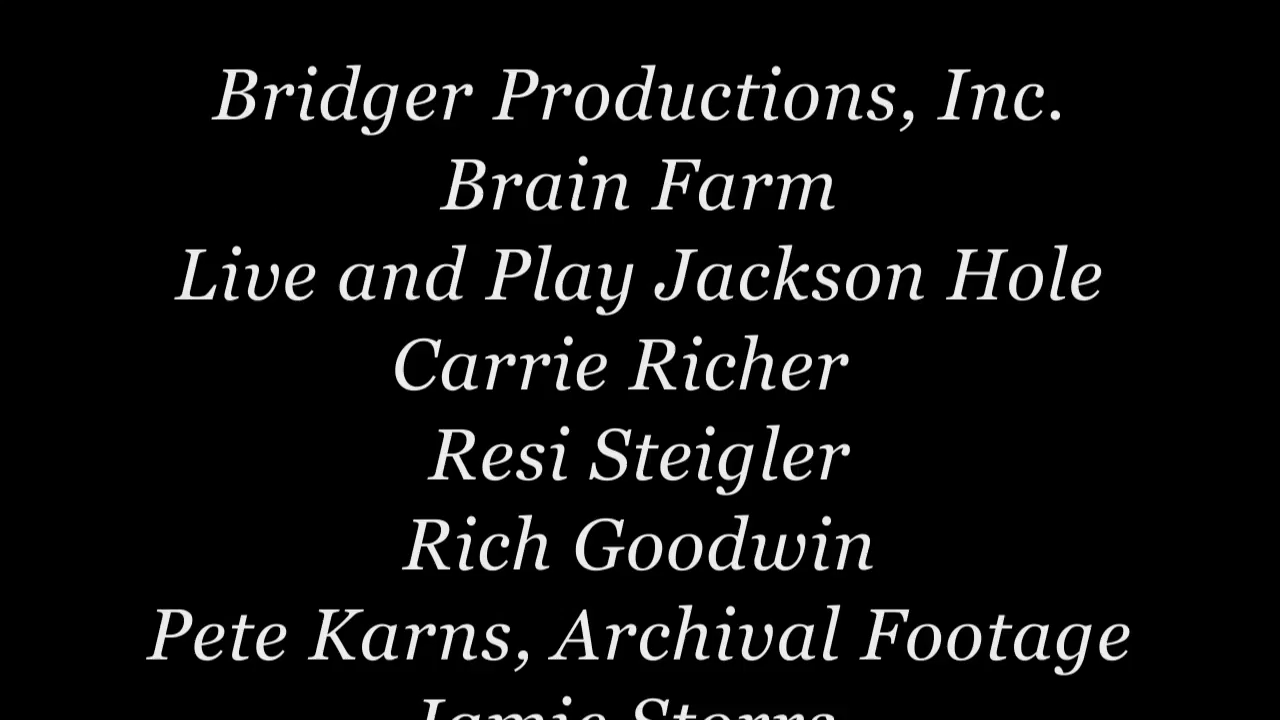 Bridger Productions, Inc.
Brain Farm
Live and Play Jackson Hole
Carrie Richer
Resi Steigler
Rich Goodwin
Pete Karns, Archival Footage
Jamie